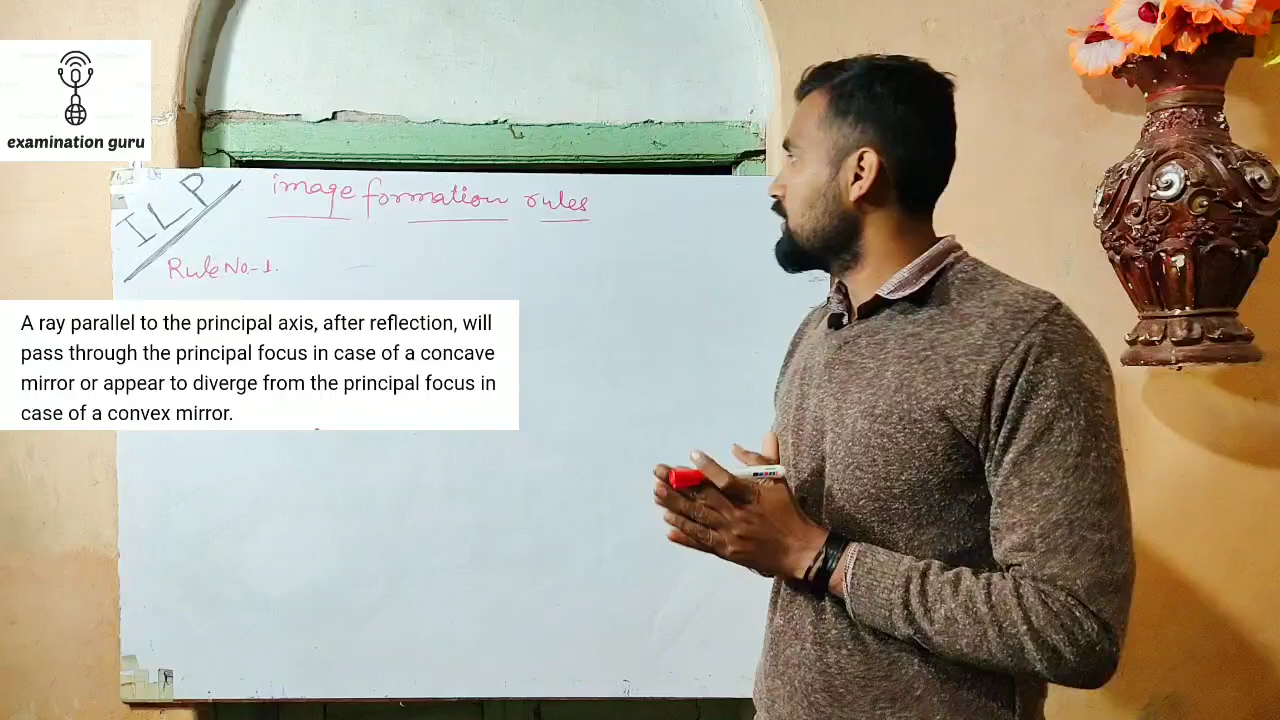 examination guru
ILP
image formation rules
Rule No-1.
A ray parallel to the principal axis, after reflection, will
pass through the principal focus in case of a concave
mirror or appear to diverge from the principal focus in
case of a convex mirror.